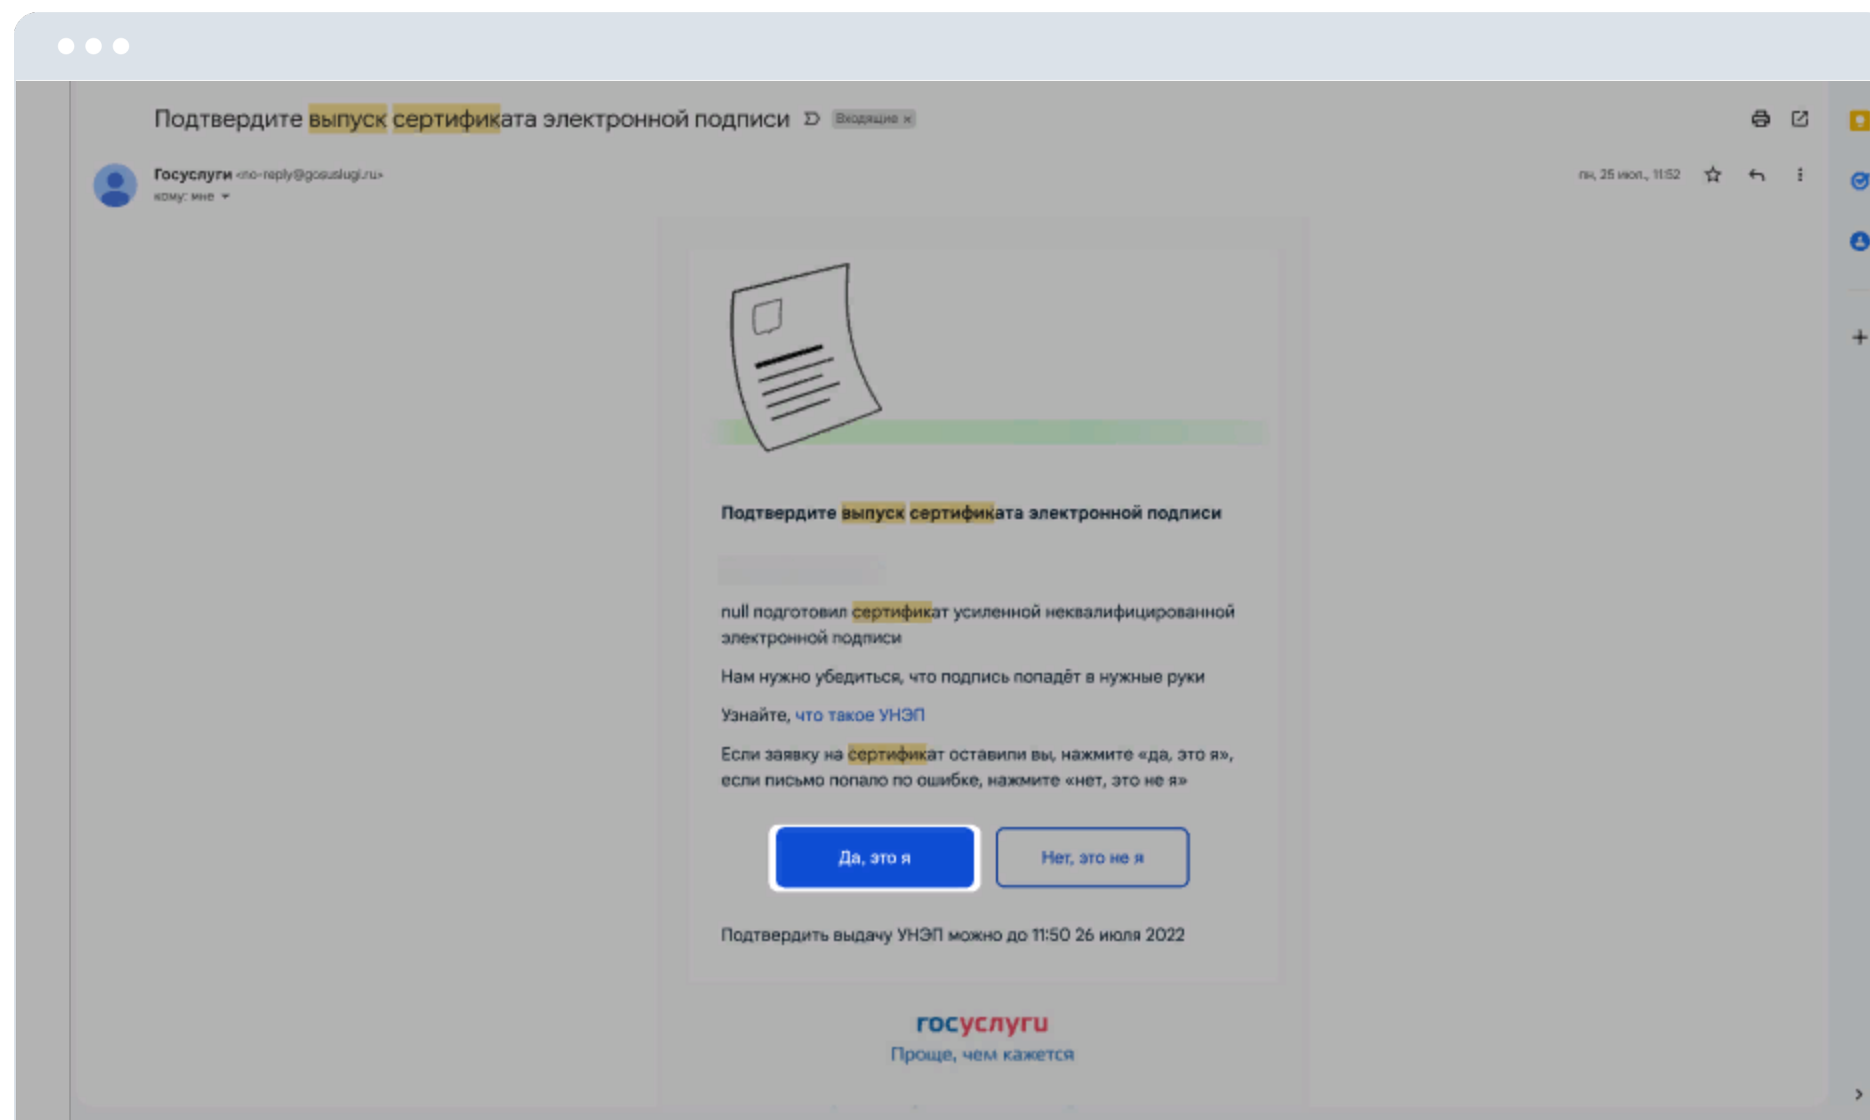 Подтвердите выпуск сертификата электронной подписи Входящие ×
Госуслуги <no-reply@gosuslugi.ru>
пн, 25 июл., 11:52
кому: мне
Подтвердите выпуск сертификата электронной подписи
null подготовил сертификат усиленной неквалифицированной
электронной подписи
Нам нужно убедиться, что подпись попадёт в нужные руки
Узнайте, что такое УНЭП
Если заявку на сертификат оставили вы, нажмите «да, это я»,
если письмо попало по ошибке, нажмите «нет, это не я»
Да, это я
Нет, это не я
Подтвердить выдачу УНЭП можно до 11:50 26 июля 2022
госуслуги
Проще, чем кажется